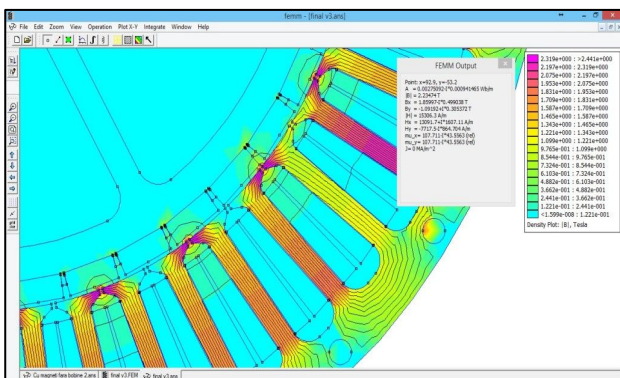 femm - [final v3.ans]
File Edit Zoom View Operation Plot X-Y Integrate Window Help
FEMM Output
Point: x=92.9, y=-53.2
A = 0.00275092-I*0.000941465 Wb/m
|B| = 2.23474 T
Bx = 1.85997-I*0.499038 T
By = -1.09192-I*0.305372 T
|H| = 15306.3 A/m
Hx = 13091.7+I*1607.11 A/m
Hy = -7717.5-I*864.704 A/m
mu_x= 107.711-I*43.5563 (rel)
mu_y= 107.711-I*43.5563 (rel)
J= 0 MA/m^2
2.319e+000 : >2.441e+000
2.197e+000 : 2.319e+000
2.075e+000 : 2.197e+000
1.953e+000 : 2.075e+000
1.831e+000 : 1.953e+000
1.709e+000 : 1.831e+000
1.587e+000 : 1.709e+000
1.465e+000 : 1.587e+000
1.343e+000 : 1.465e+000
1.221e+000 : 1.343e+000
1.099e+000 : 1.221e+000
9.765e-001 : 1.099e+000
8.544e-001 : 9.765e-001
7.324e-001 : 8.544e-001
6.103e-001 : 7.324e-001
4.882e-001 : 6.103e-001
3.662e-001 : 4.882e-001
2.441e-001 : 3.662e-001
1.221e-001 : 2.441e-001
<1.599e-008 : 1.221e-001
Density Plot: |B|, Tesla
Cu magneti fara bobine 2.ans final v3.FEM final v3.ans